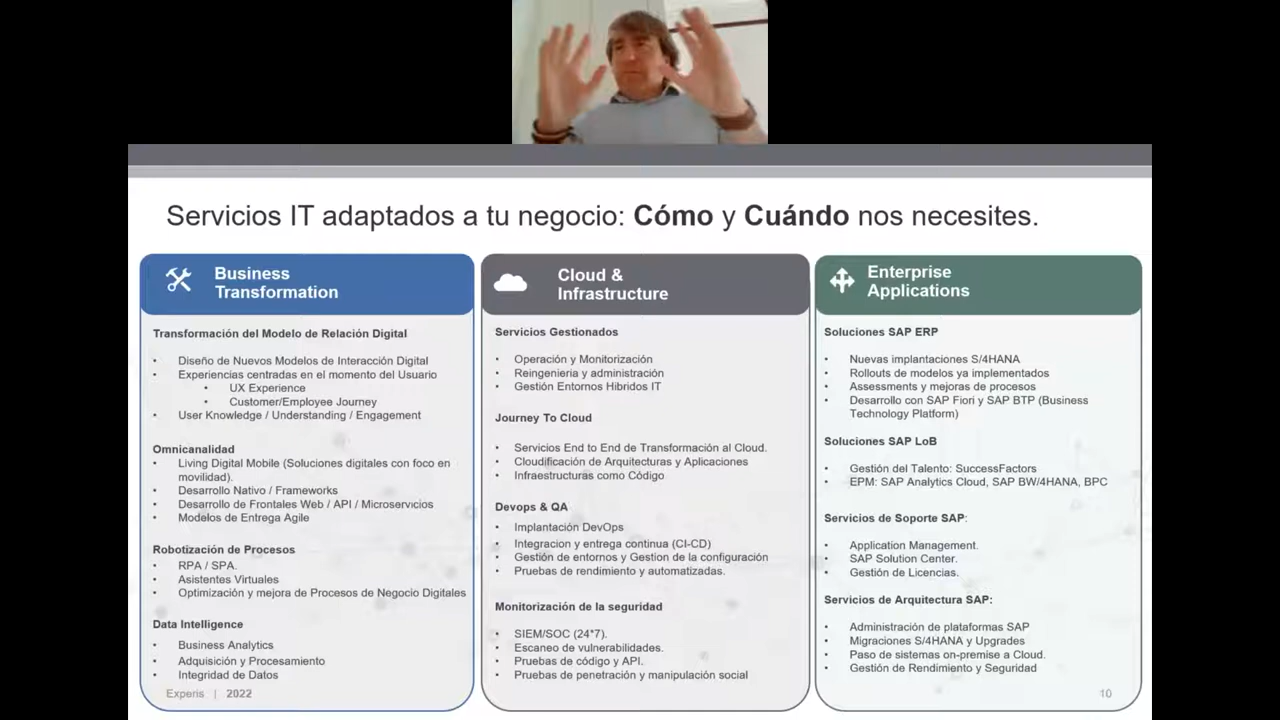 Servicios IT adaptados a tu negocio: Cómo y Cuándo nos necesites.
Business
Transformation
Transformación del Modelo de Relación Digital
• Diseño de Nuevos Modelos de Interacción Digital
• Experiencias centradas en el momento del Usuario
• UX Experience
• Customer/Employee Journey
• User Knowledge / Understanding / Engagement
Omnicanalidad
• Living Digital Mobile (Soluciones digitales con foco en
movilidad).
• Desarrollo Nativo / Frameworks
• Desarrollo de Frontales Web / API / Microservicios
• Modelos de Entrega Agile
Robotización de Procesos
• RPA / SPA.
• Asistentes Virtuales
• Optimización y mejora de Procesos de Negocio Digitales
Data Intelligence
• Business Analytics
• Adquisición y Procesamiento
• Integridad de Datos
Cloud &
Infrastructure
Servicios Gestionados
• Operación y Monitorización
• Reingenieria y administración
• Gestión Entornos Hibridos IT
Journey To Cloud
• Servicios End to End de Transformación al Cloud.
• Cloudificación de Arquitecturas y Aplicaciones
• Infraestructuras como Código
Devops & QA
• Implantación DevOps
• Integracion y entrega continua (CI-CD)
• Gestión de entornos y Gestion de la configuración
• Pruebas de rendimiento y automatizadas.
Monitorización de la seguridad
• SIEM/SOC (24*7).
• Escaneo de vulnerabilidades.
• Pruebas de código y API.
• Pruebas de penetración y manipulación social
Enterprise
Applications
Soluciones SAP ERP
• Nuevas implantaciones S/4HANA
• Rollouts de modelos ya implementados
• Assessments y mejoras de procesos
• Desarrollo con SAP Fiori y SAP BTP (Business
Technology Platform)
Soluciones SAP LoB
• Gestión del Talento: SuccessFactors
• EPM: SAP Analytics Cloud, SAP BW/4HANA, BPC
Servicios de Soporte SAP:
• Application Management.
• SAP Solution Center.
• Gestión de Licencias.
Servicios de Arquitectura SAP:
• Administración de plataformas SAP
• Migraciones S/4HANA y Upgrades
• Paso de sistemas on-premise a Cloud.
• Gestión de Rendimiento y Seguridad
Experis | 2022
10